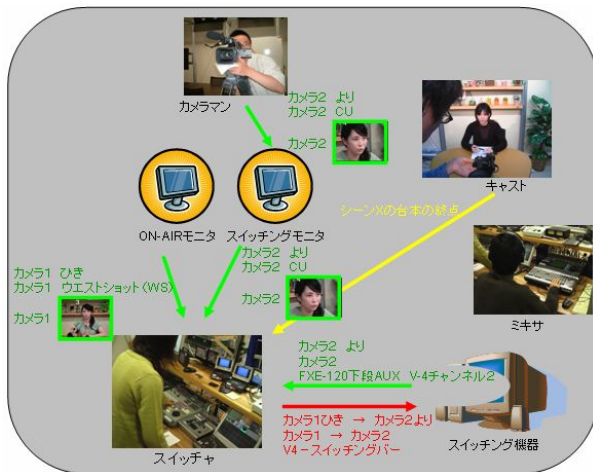 カメラマン
カメラ2 より
カメラ2 CU
カメラ2
キャスト
シーンXの台本の終点
ON-AIRモニタ
スイッチングモニタ
カメラ1 ひき
カメラ1 ウエストショット(WS)
カメラ1
カメラ2 より
カメラ2 CU
カメラ2
ミキサ
カメラ2 より
カメラ2
FXE-120下段AUX V-4チャンネル2
カメラ1ひき → カメラ2より
カメラ1 → カメラ2
V4-スイッチングバー
スイッチャ
スイッチング機器